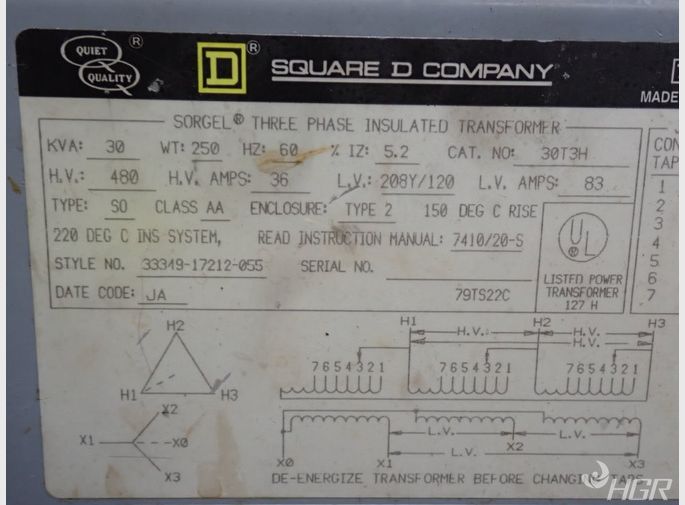 QUIET QUALITY ®
D ®
SQUARE D COMPANY
MADE
SORGEL® THREE PHASE INSULATED TRANSFORMER
KVA: 30 WT: 250 HZ: 60 % IZ: 5.2 CAT. NO: 30T3H
H.V.: 480 H.V. AMPS: 36 L.V.: 208Y/120 L.V. AMPS: 83
TYPE: SO CLASS AA ENCLOSURE: TYPE 2 150 DEG C RISE
220 DEG C INS SYSTEM, READ INSTRUCTION MANUAL: 7410/20-S
STYLE NO. 33349-17212-055 SERIAL NO.
DATE CODE: JA 79TS22C
UL
LISTED POWER
TRANSFORMER
127 H
CON
TAP
1
2
3
4
5
6
7
H2
H1 H3
H1 H2 H3
H.V. H.V.
H.V.
7654321 7654321 7654321
X2
X1 X0
X3
L.V. L.V.
X2
L.V.
X0 X1 X3
DE-ENERGIZE TRANSFORMER BEFORE CHANGING TAPS
HGR